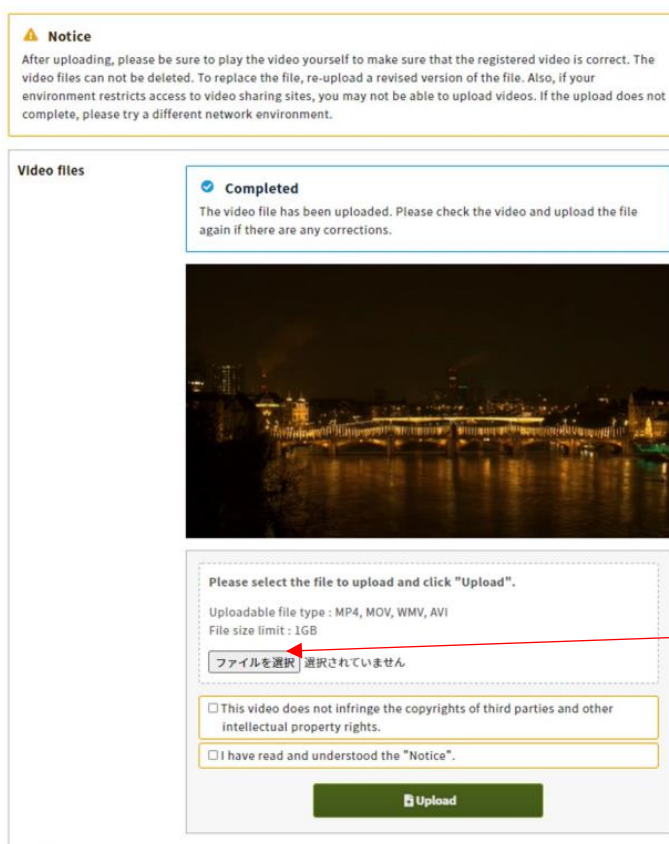 Notice
After uploading, please be sure to play the video yourself to make sure that the registered video is correct. The
video files can not be deleted. To replace the file, re-upload a revised version of the file. Also, if your
environment restricts access to video sharing sites, you may not be able to upload videos. If the upload does not
complete, please try a different network environment.
Video files
Completed
The video file has been uploaded. Please check the video and upload the file
again if there are any corrections.
Please select the file to upload and click "Upload".
Uploadable file type : MP4, MOV, WMV, AVI
File size limit : 1GB
ファイルを選択 選択されていません
This video does not infringe the copyrights of third parties and other
intellectual property rights.
I have read and understood the "Notice".
Upload